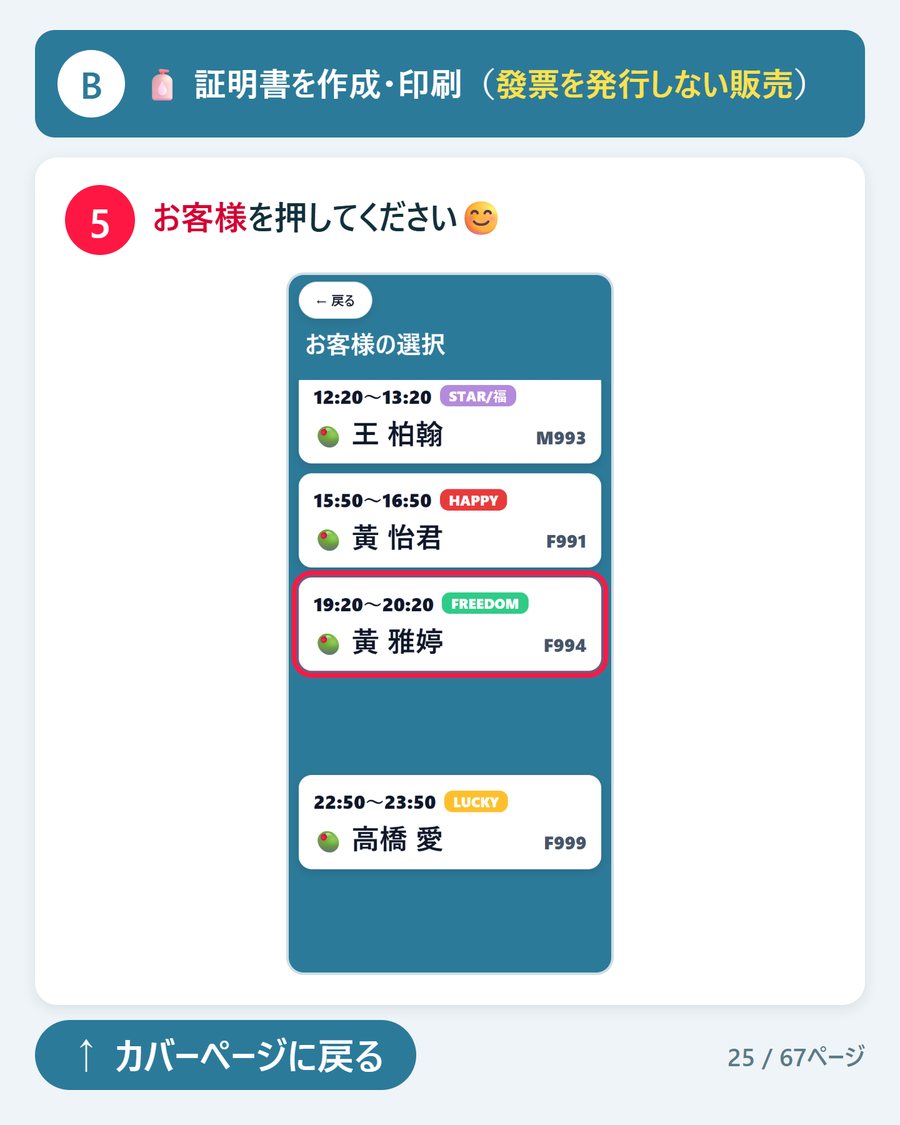 B 証明書を作成・印刷（發票を発行しない販売）
5 お客様を押してください
← 戻る
お客様の選択
12:20～13:20 STAR/福
王 柏翰 M993
15:50～16:50 HAPPY
黃 怡君 F991
19:20～20:20 FREEDOM
黃 雅婷 F994
22:50～23:50 LUCKY
高橋 愛 F999
↑ カバーページに戻る
25 / 67ページ